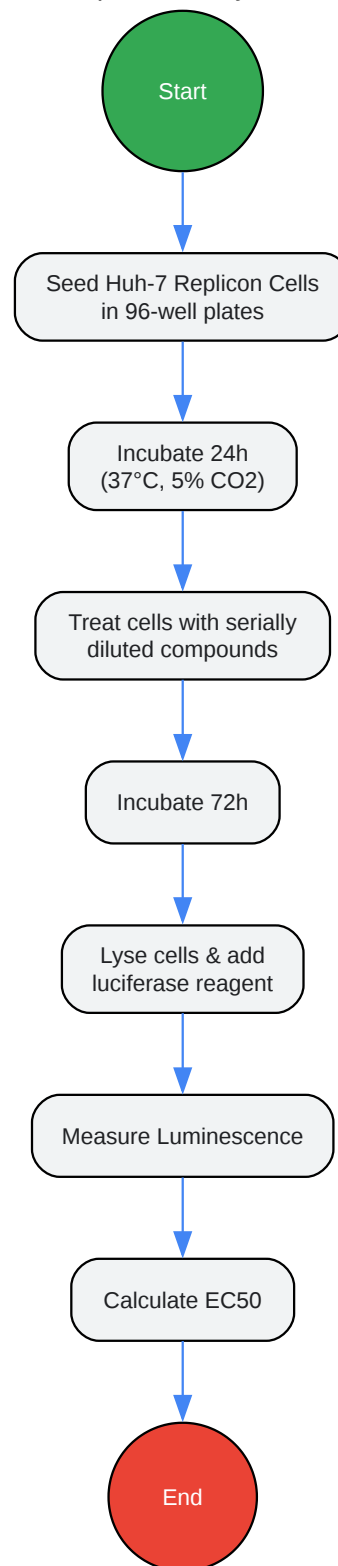 Start
Seed Huh-7 Replicon Cells
in 96-well plates
Incubate 24h
(37°C, 5% CO2)
Treat cells with serially
diluted compounds
Incubate 72h
Lyse cells & add
luciferase reagent
Measure Luminescence
Calculate EC50
End